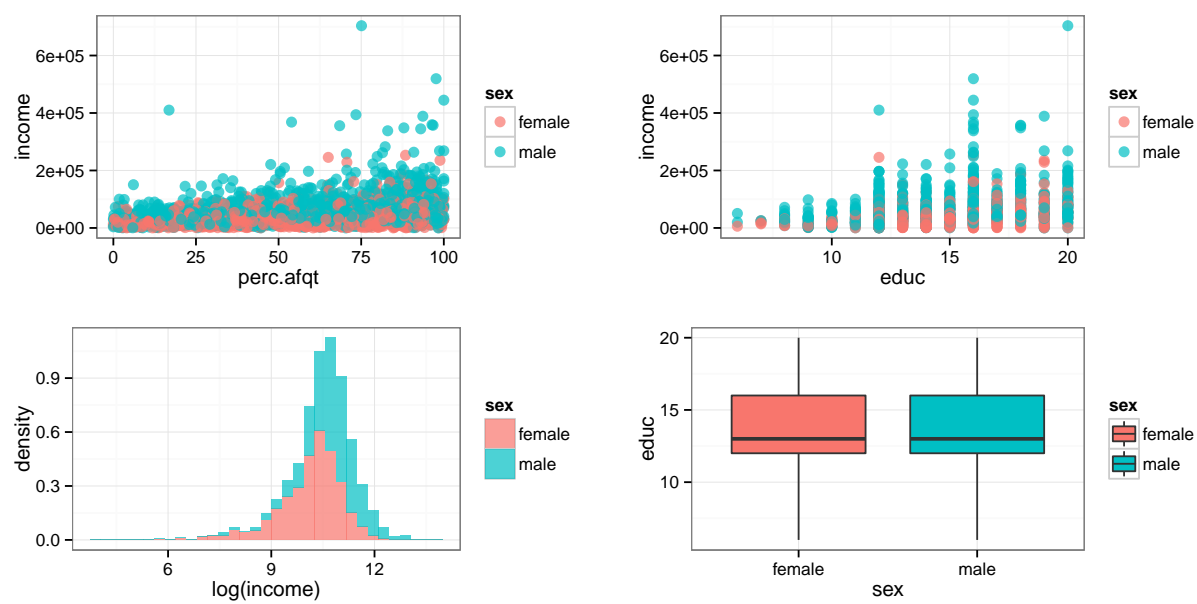 6e+05
4e+05
2e+05
0e+00
income
0 25 50 75 100
perc.afqt
sex
female
male
6e+05
4e+05
2e+05
0e+00
income
10 15 20
educ
sex
female
male
0.9
0.6
0.3
0.0
density
6 9 12
log(income)
sex
female
male
20
15
10
educ
female male
sex
sex
female
male